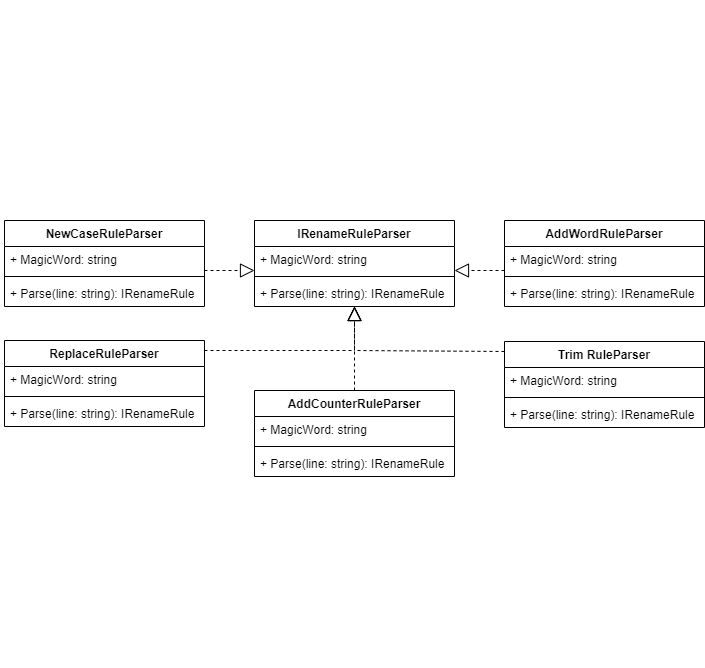 NewCaseRuleParser
+ MagicWord: string
+ Parse(line: string): IRenameRule
IRenameRuleParser
+ MagicWord: string
+ Parse(line: string): IRenameRule
AddWordRuleParser
+ MagicWord: string
+ Parse(line: string): IRenameRule
ReplaceRuleParser
+ MagicWord: string
+ Parse(line: string): IRenameRule
AddCounterRuleParser
+ MagicWord: string
+ Parse(line: string): IRenameRule
Trim RuleParser
+ MagicWord: string
+ Parse(line: string): IRenameRule